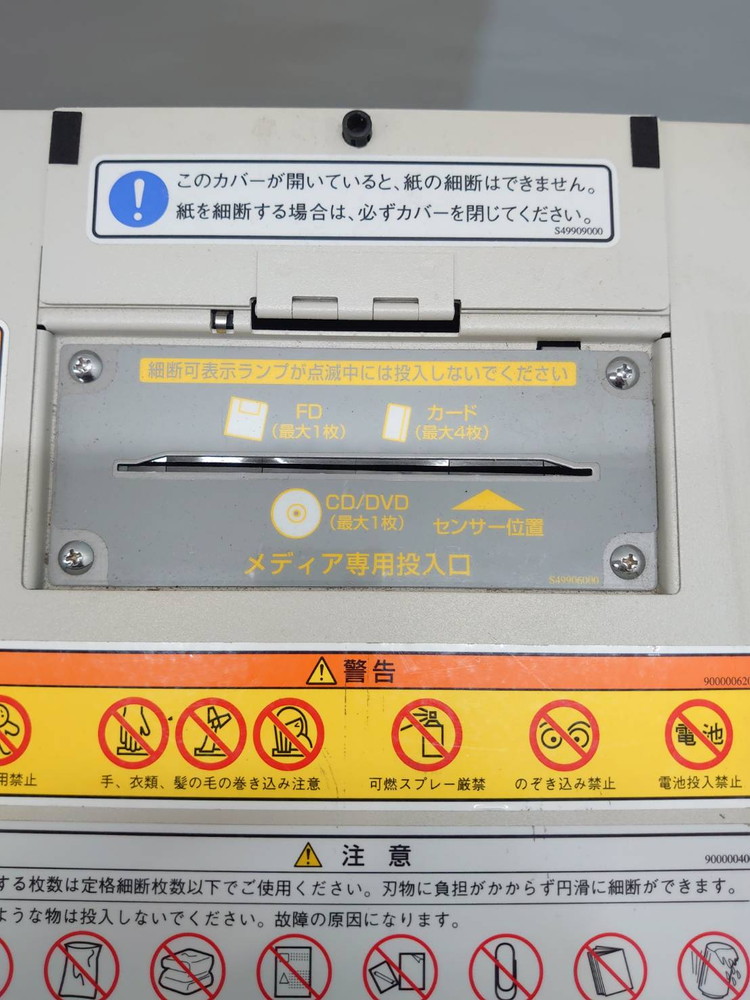 このカバーが開いていると、紙の細断はできません。
紙を細断する場合は、必ずカバーを閉じてください。
S49909000
細断可表示ランプが点滅中には投入しないでください
FD
(最大1枚)
カード
(最大4枚)
CD/DVD
(最大1枚)
センサー位置
メディア専用投入口
S49906000
警告
900000620
電池
用禁止
手、衣類、髪の毛の巻き込み注意
可燃スプレー厳禁
のぞき込み禁止
電池投入禁止
注意
90000040
する枚数は定格細断枚数以下でご使用ください。刃物に負担がかからず円滑に細断ができます。
ような物は投入しないでください。故障の原因になります。